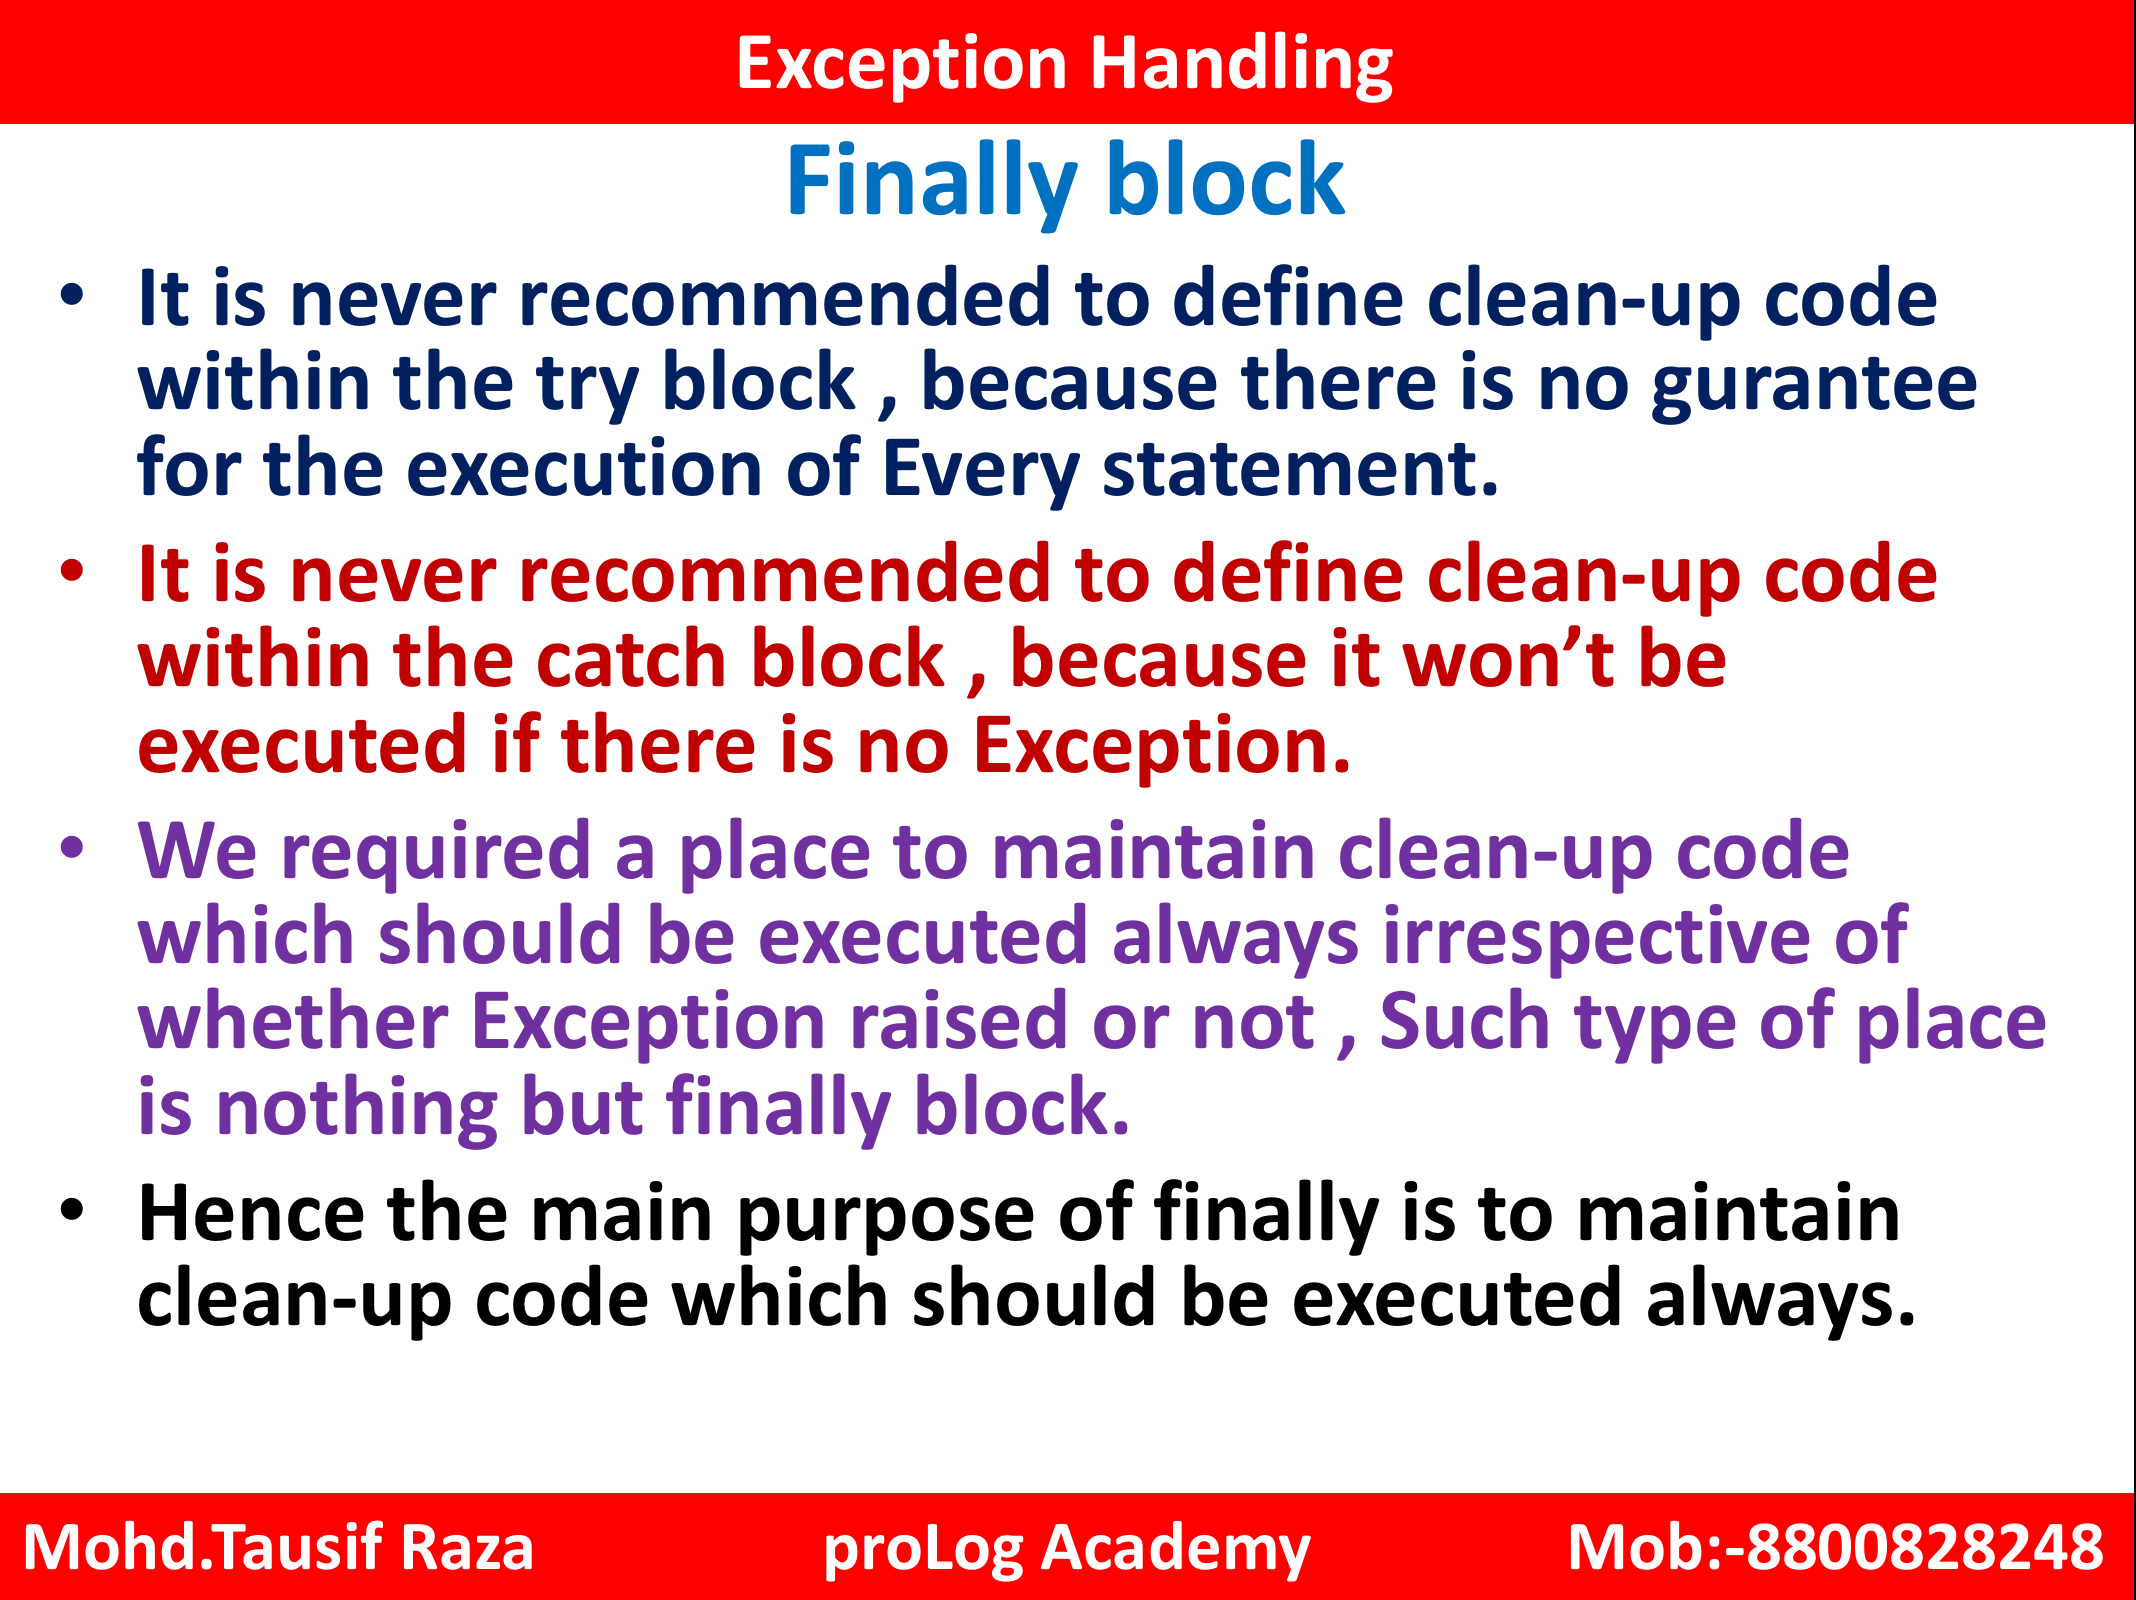 Exception Handling
Finally block
• It is never recommended to define clean-up code
within the try block , because there is no gurantee
for the execution of Every statement.
• It is never recommended to define clean-up code
within the catch block , because it won’t be
executed if there is no Exception.
• We required a place to maintain clean-up code
which should be executed always irrespective of
whether Exception raised or not , Such type of place
is nothing but finally block.
• Hence the main purpose of finally is to maintain
clean-up code which should be executed always.
Mohd.Tausif Raza proLog Academy Mob:-8800828248